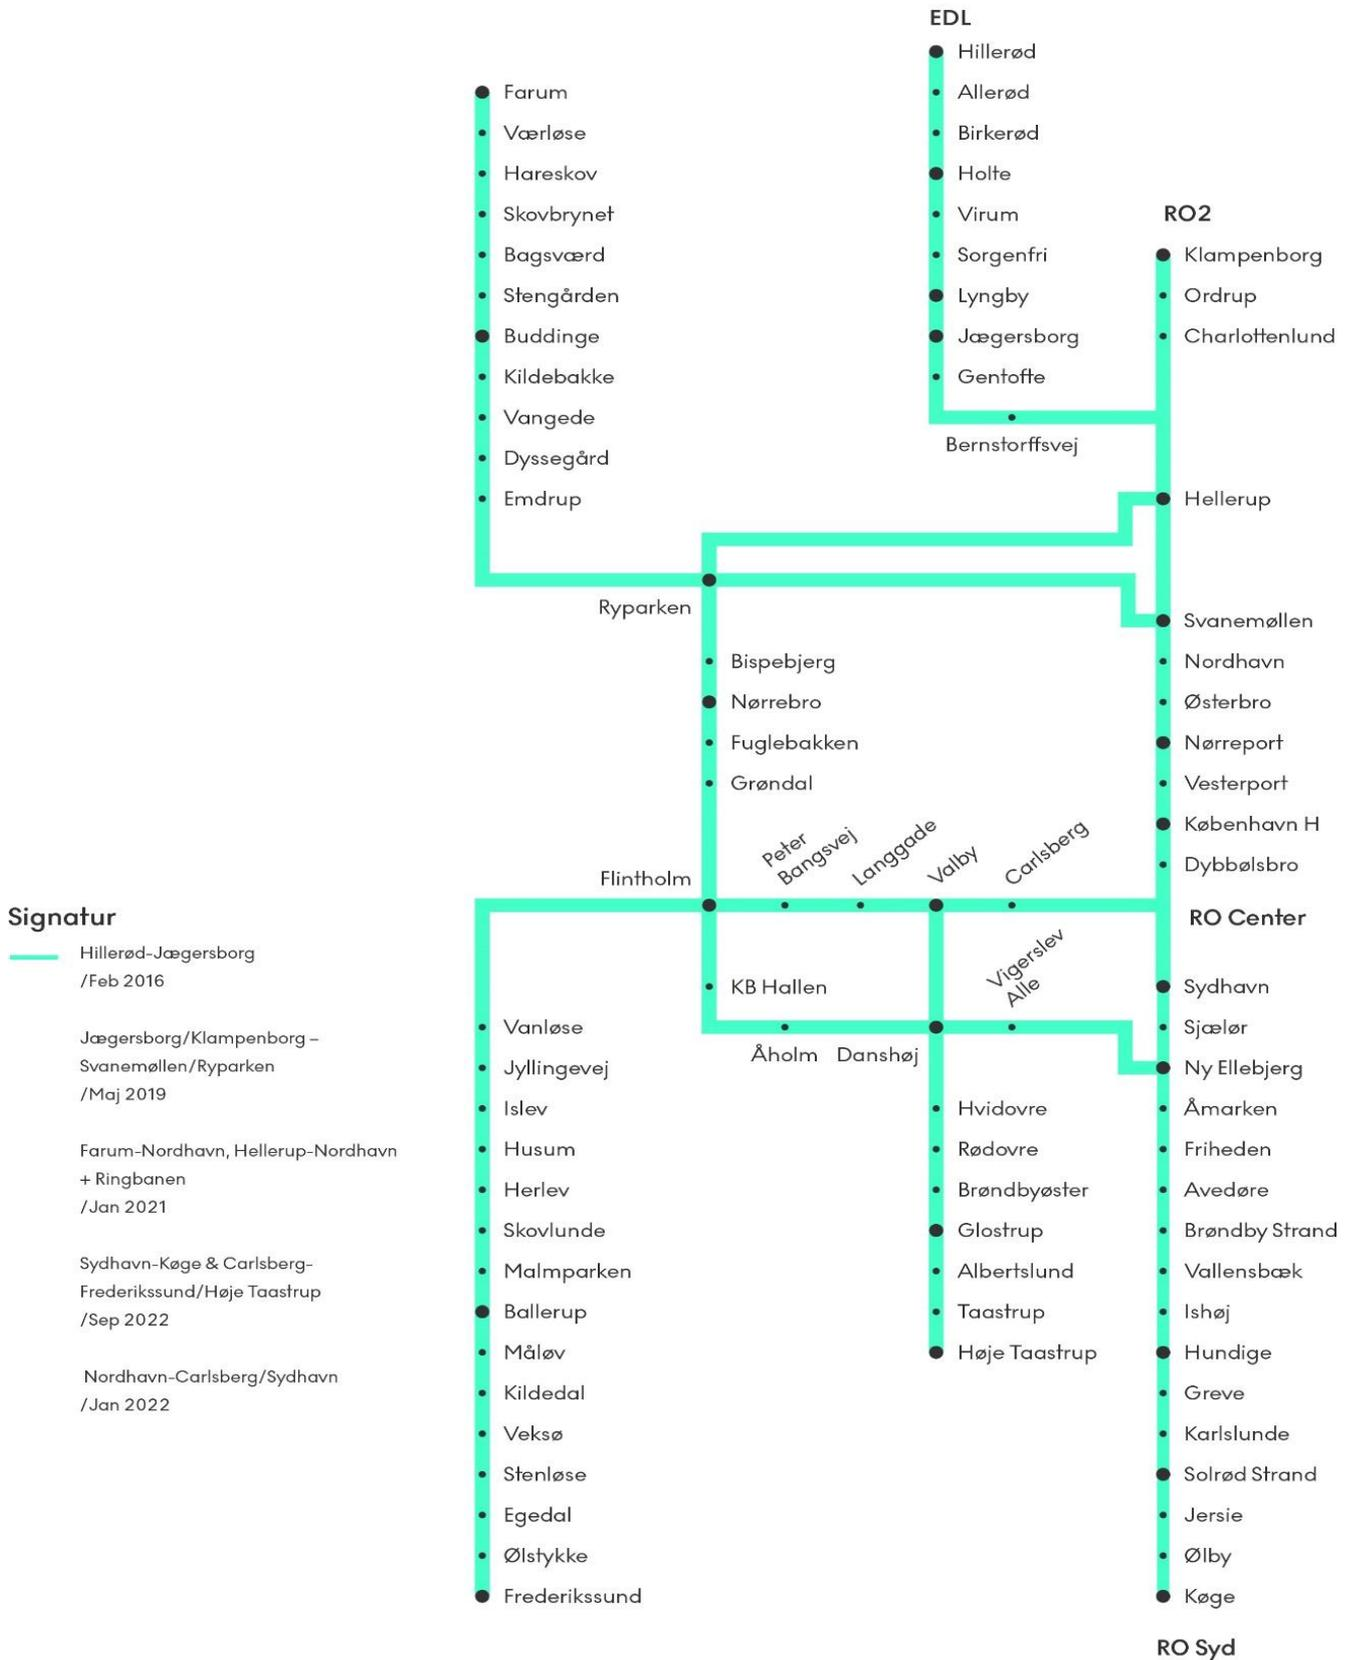 EDL
Hillerød
Allerød
Birkerød
Holte
Virum
Sorgenfri
Lyngby
Jægersborg
Gentofte
Bernstorffsvej
Farum
Værløse
Hareskov
Skovbrynet
Bagsværd
Stengården
Buddinge
Kildebakke
Vangede
Dyssegård
Emdrup
RO2
Klampenborg
Ordrup
Charlottenlund
Hellerup
Svanemøllen
Nordhavn
Østerbro
Nørreport
Vesterport
København H
Dybbølsbro
RO Center
Ryparken
Bispebjerg
Nørrebro
Fuglebakken
Grøndal
Flintholm
Peter
Bangsvej
Langgade
Valby
Carlsberg
KB Hallen
Åholm
Danshøj
Vigerslev
Alle
Sydhavn
Sjælør
Ny Ellebjerg
Åmarken
Friheden
Avedøre
Brøndby Strand
Vallensbæk
Ishøj
Hundige
Greve
Karlslunde
Solrød Strand
Jersie
Ølby
Køge
RO Syd
Hvidovre
Rødovre
Brøndbyøster
Glostrup
Albertslund
Taastrup
Høje Taastrup
Vanløse
Jyllingevej
Islev
Husum
Herlev
Skovlunde
Malmparken
Ballerup
Måløv
Kildedal
Veksø
Stenløse
Egedal
Ølstykke
Frederikssund
Signatur
Hillerød-Jægersborg
/Feb 2016
Jægersborg/Klampenborg –
Svanemøllen/Ryparken
/Maj 2019
Farum-Nordhavn, Hellerup-Nordhavn
+ Ringbanen
/Jan 2021
Sydhavn-Køge & Carlsberg-
Frederikssund/Høje Taastrup
/Sep 2022
Nordhavn-Carlsberg/Sydhavn
/Jan 2022